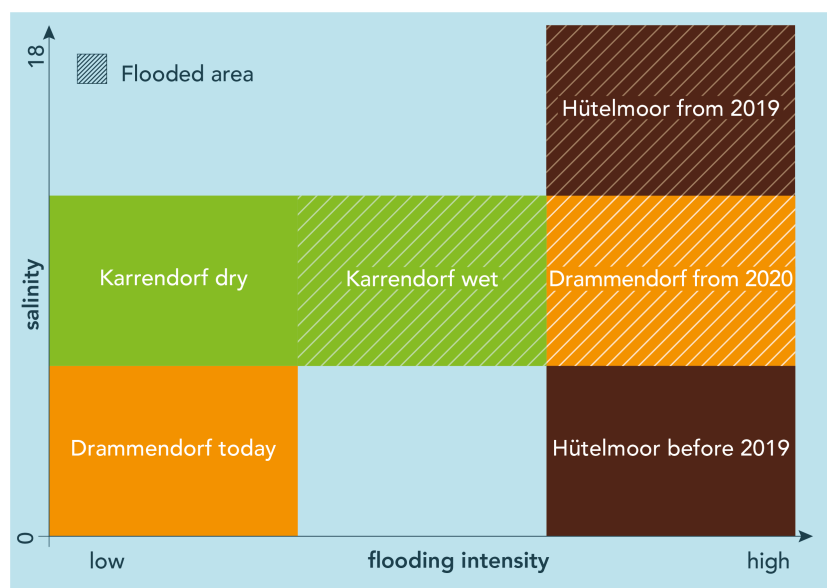 18
Flooded area
Hütelmoor from 2019
Karrendorf dry
Karrendorf wet
Drammendorf from 2020
salinity
Drammendorf today
Hütelmoor before 2019
0
low
flooding intensity
high